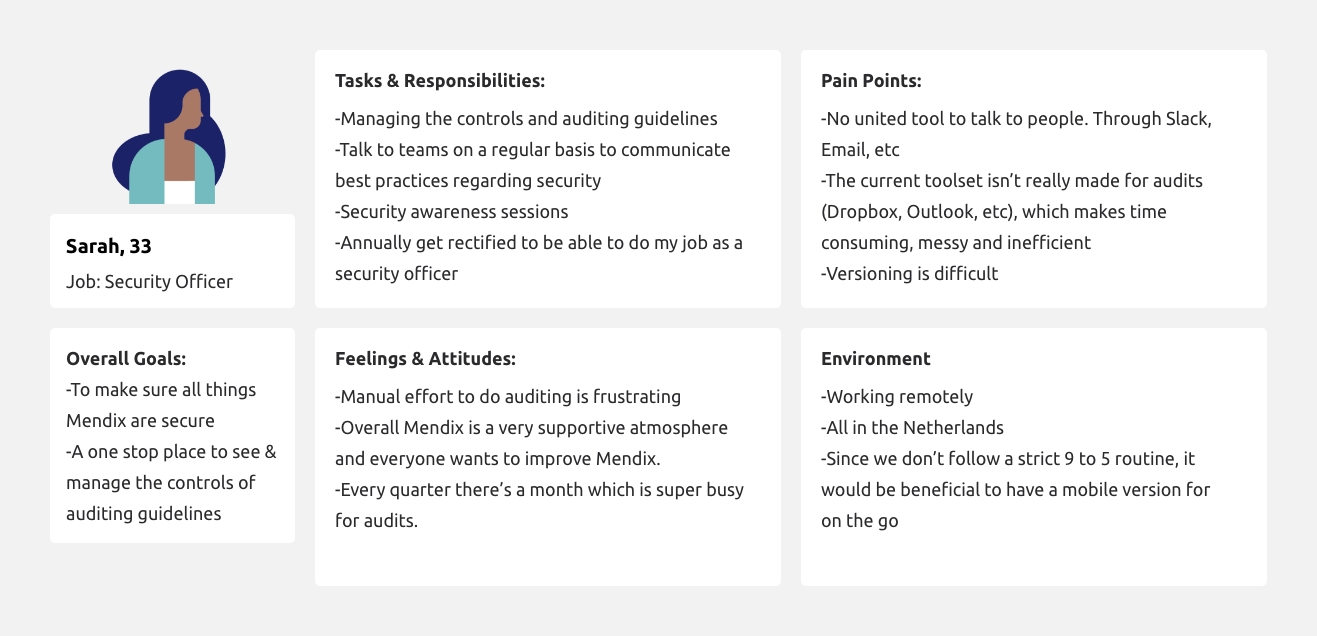 Sarah, 33
Job: Security Officer
Tasks & Responsibilities:
-Managing the controls and auditing guidelines
-Talk to teams on a regular basis to communicate
best practices regarding security
-Security awareness sessions
-Annually get rectified to be able to do my job as a
security officer
Pain Points:
-No united tool to talk to people. Through Slack,
Email, etc
-The current toolset isn’t really made for audits
(Dropbox, Outlook, etc), which makes time
consuming, messy and inefficient
-Versioning is difficult
Overall Goals:
-To make sure all things
Mendix are secure
-A one stop place to see &
manage the controls of
auditing guidelines
Feelings & Attitudes:
-Manual effort to do auditing is frustrating
-Overall Mendix is a very supportive atmosphere
and everyone wants to improve Mendix.
-Every quarter there’s a month which is super busy
for audits.
Environment
-Working remotely
-All in the Netherlands
-Since we don’t follow a strict 9 to 5 routine, it
would be beneficial to have a mobile version for
on the go